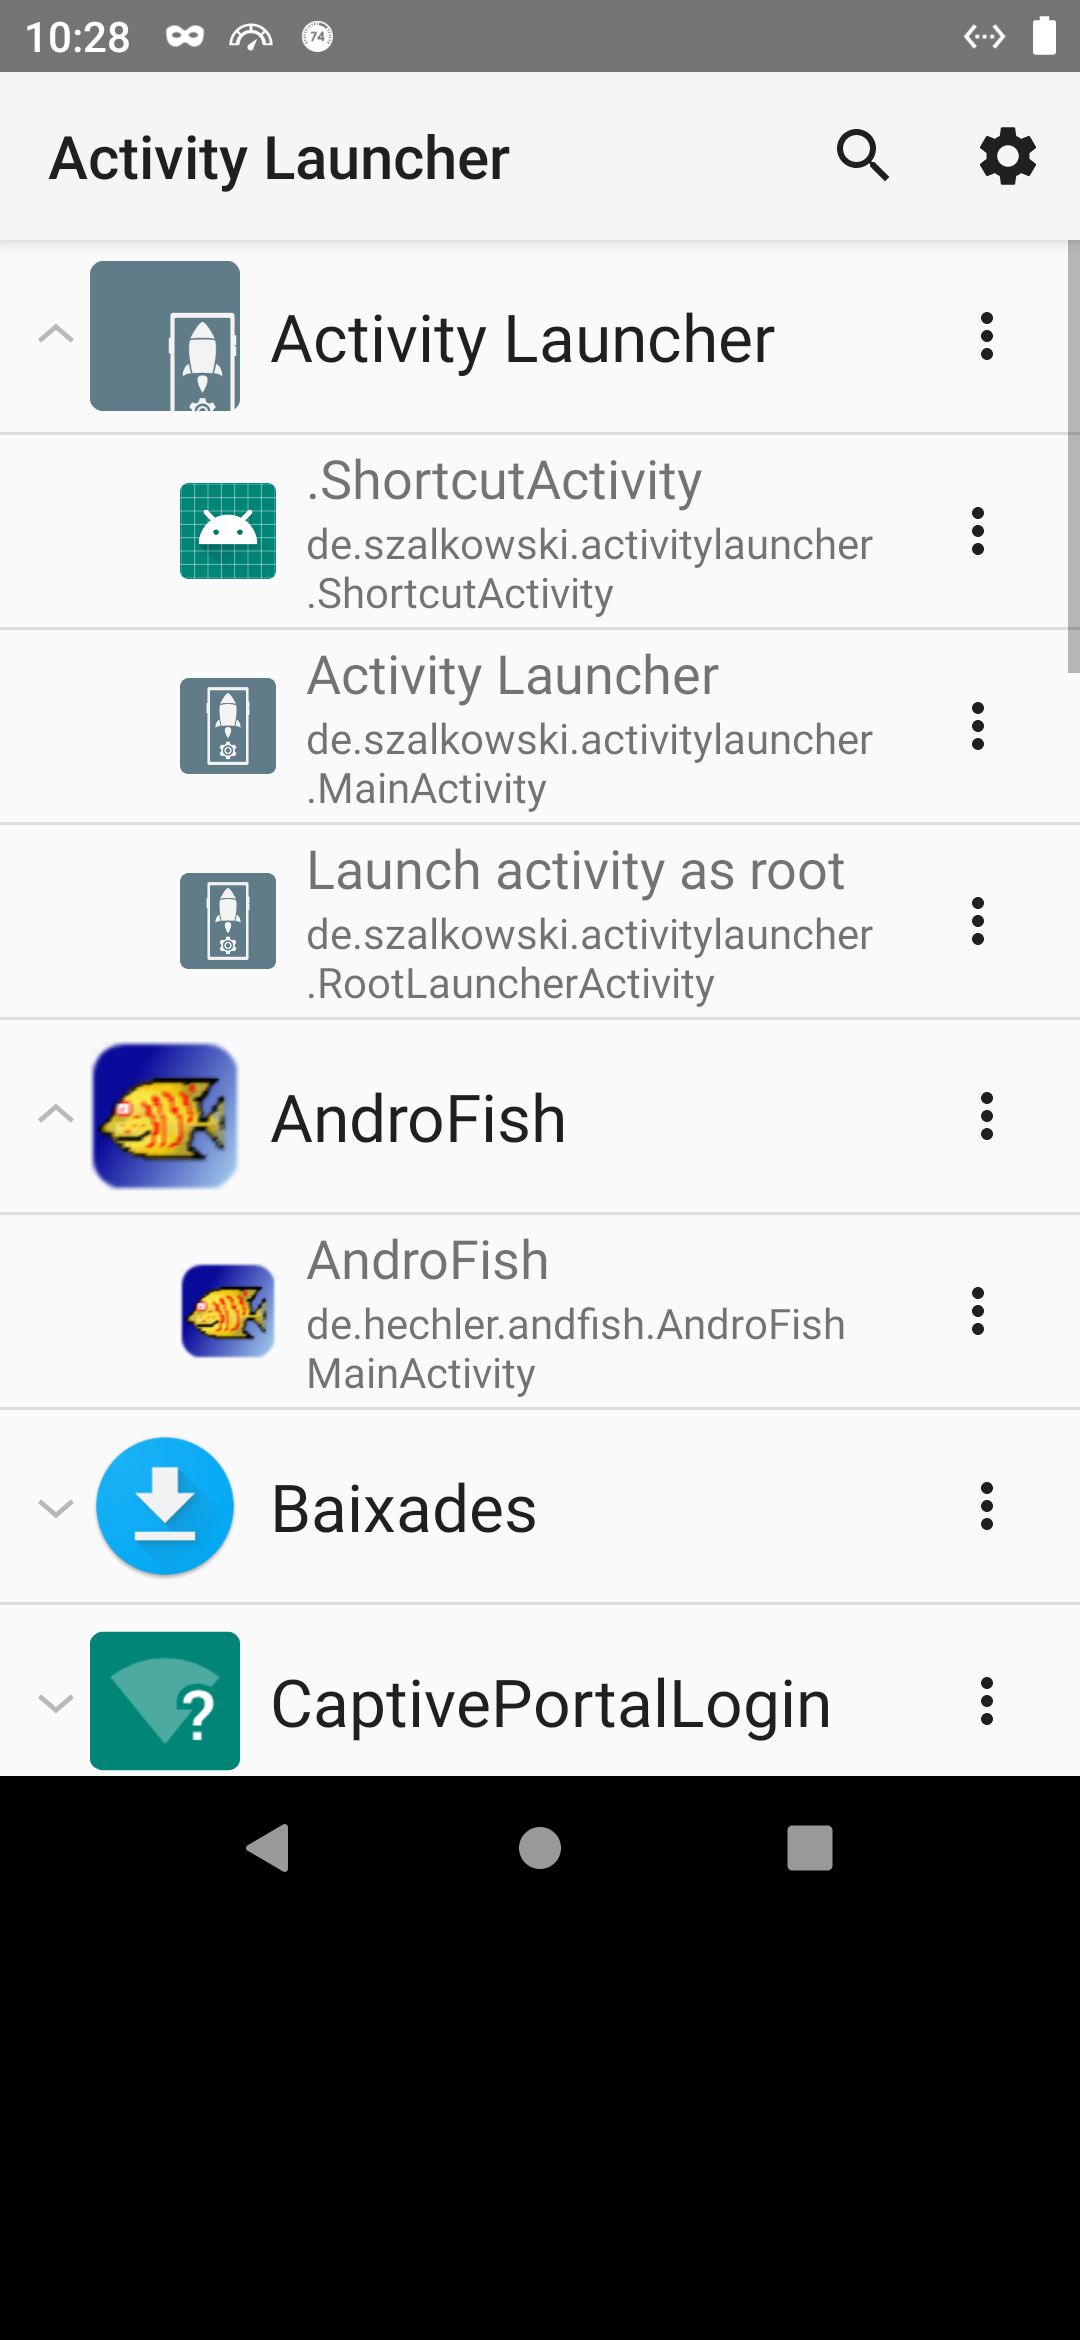 10:28
74
Activity Launcher
Activity Launcher
.ShortcutActivity
de.szalkowski.activitylauncher
.ShortcutActivity
Activity Launcher
de.szalkowski.activitylauncher
.MainActivity
Launch activity as root
de.szalkowski.activitylauncher
.RootLauncherActivity
AndroFish
AndroFish
de.hechler.andfish.AndroFish
MainActivity
Baixades
?
CaptivePortalLogin